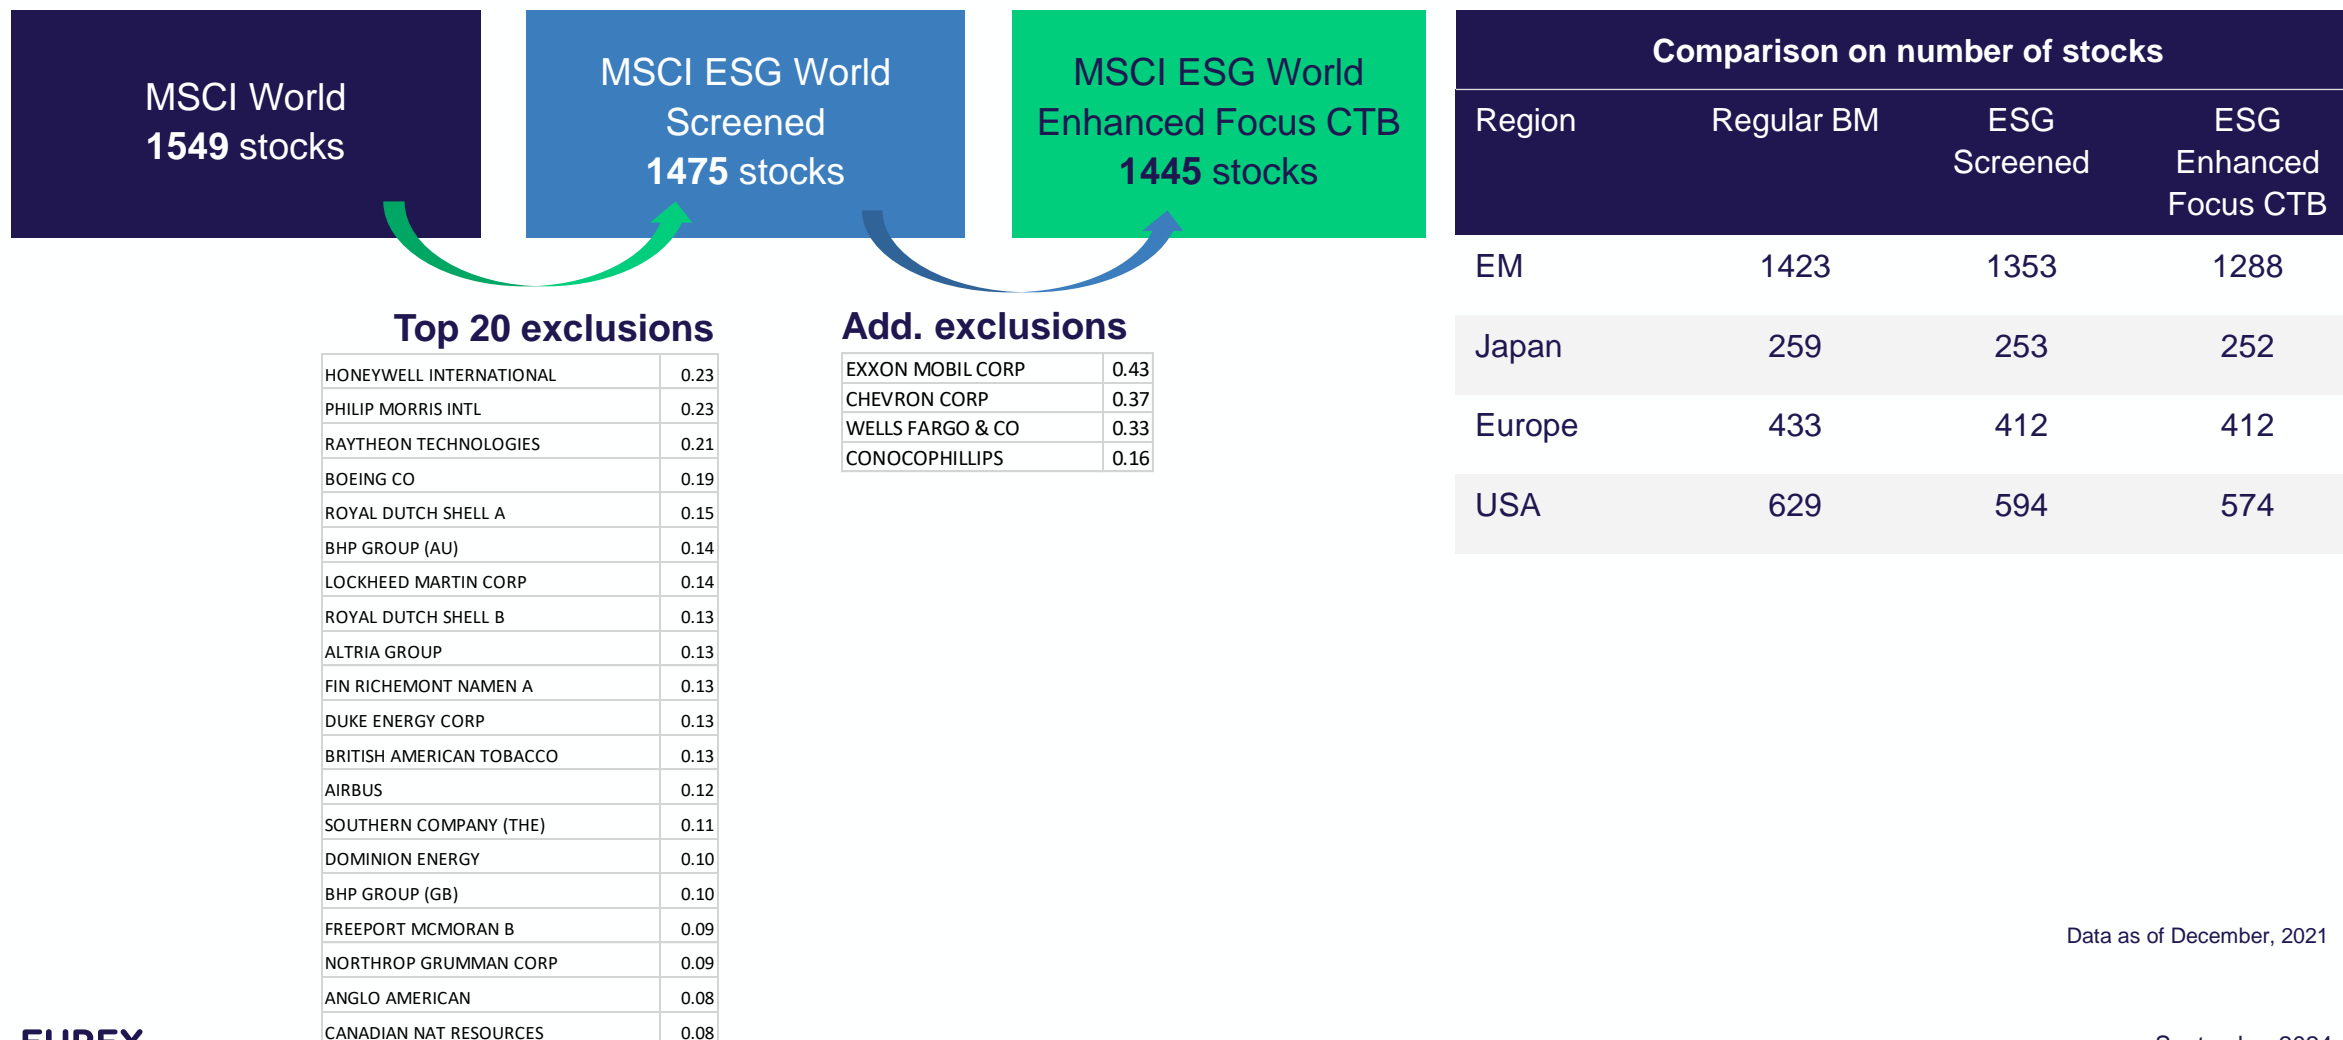 MSCI World
1549 stocks
MSCI ESG World
Screened
1475 stocks
MSCI ESG World
Enhanced Focus CTB
1445 stocks
Top 20 exclusions
HONEYWELL INTERNATIONAL 0.23
PHILIP MORRIS INTL 0.23
RAYTHEON TECHNOLOGIES 0.21
BOEING CO 0.19
ROYAL DUTCH SHELL A 0.15
BHP GROUP (AU) 0.14
LOCKHEED MARTIN CORP 0.14
ROYAL DUTCH SHELL B 0.13
ALTRIA GROUP 0.13
FIN RICHEMONT NAMEN A 0.13
DUKE ENERGY CORP 0.13
BRITISH AMERICAN TOBACCO 0.13
AIRBUS 0.12
SOUTHERN COMPANY (THE) 0.11
DOMINION ENERGY 0.10
BHP GROUP (GB) 0.10
FREEPORT MCMORAN B 0.09
NORTHROP GRUMMAN CORP 0.09
ANGLO AMERICAN 0.08
CANADIAN NAT RESOURCES 0.08
Add. exclusions
EXXON MOBIL CORP 0.43
CHEVRON CORP 0.37
WELLS FARGO & CO 0.33
CONOCOPHILLIPS 0.16
Comparison on number of stocks
Region Regular BM ESG Screened ESG Enhanced Focus CTB
EM 1423 1353 1288
Japan 259 253 252
Europe 433 412 412
USA 629 594 574
Data as of December, 2021
EUREX